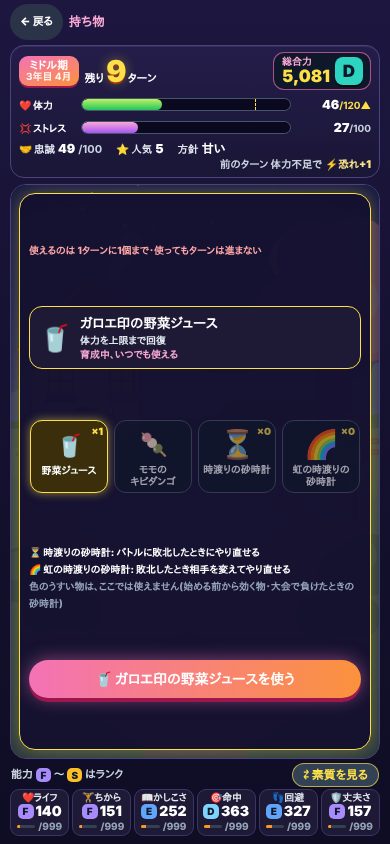 ← 戻る 持ち物
ミドル期
3年目 4月
残り9ターン
総合力
5,081 D
体力 46/120▲
ストレス 27/100
忠誠 49 /100 人気 5 方針 甘い
前のターン 体力不足で ⚡恐れ+1
使えるのは 1ターンに1個まで・使ってもターンは進まない
ガロエ印の野菜ジュース
体力を上限まで回復
育成中、いつでも使える
×1
野菜ジュース
モモの
キビダンゴ
×0
時渡りの砂時計
×0
虹の時渡りの
砂時計
⏳ 時渡りの砂時計: バトルに敗北したときにやり直せる
🌈 虹の時渡りの砂時計: 敗北したとき相手を変えてやり直せる
色のうすい物は、ここでは使えません(始める前から効く物・大会で負けたときの
砂時計)
ガロエ印の野菜ジュースを使う
能力 F 〜 S はランク
⇄ 素質を見る
ライフ
F 140
/999
ちから
F 151
/999
かしこさ
E 252
/999
命中
D 363
/999
回避
E 327
/999
丈夫さ
F 157
/999